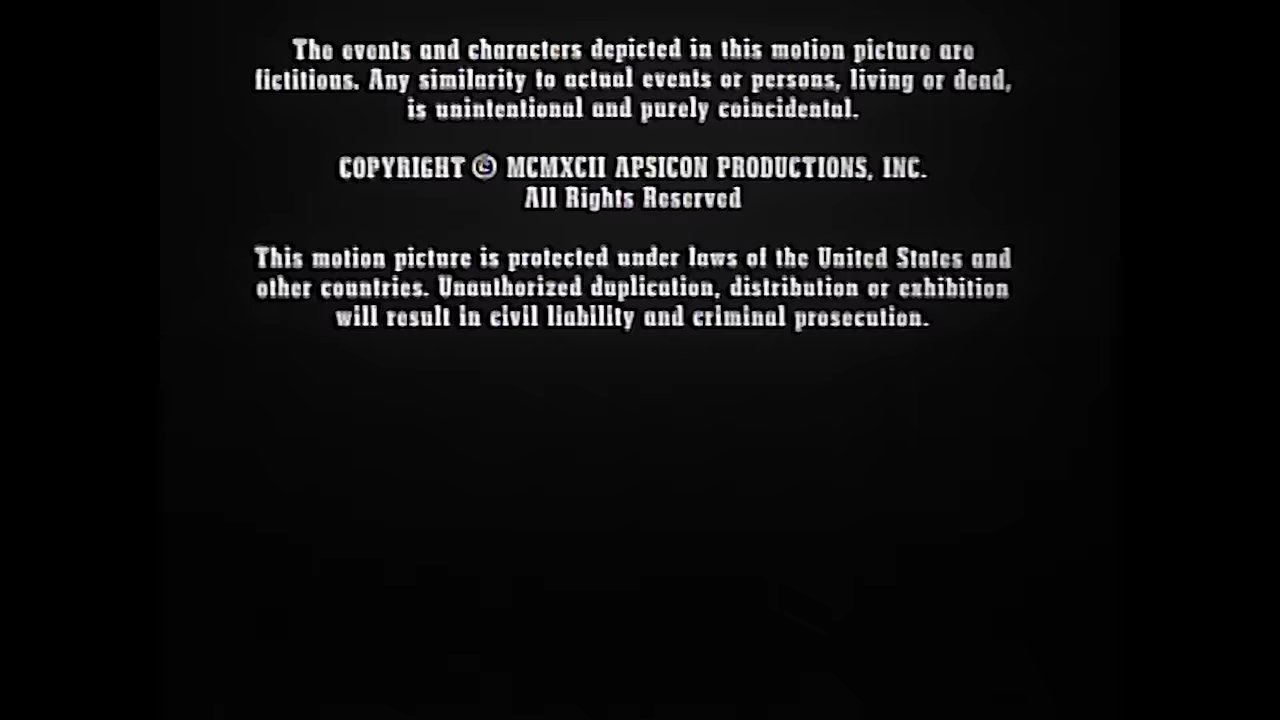 The events and characters depicted in this motion picture are
fictitious. Any similarity to actual events or persons, living or dead,
is unintentional and purely coincidental.
COPYRIGHT © MCMXCII APSICON PRODUCTIONS, INC.
All Rights Reserved
This motion picture is protected under laws of the United States and
other countries. Unauthorized duplication, distribution or exhibition
will result in civil liability and criminal prosecution.